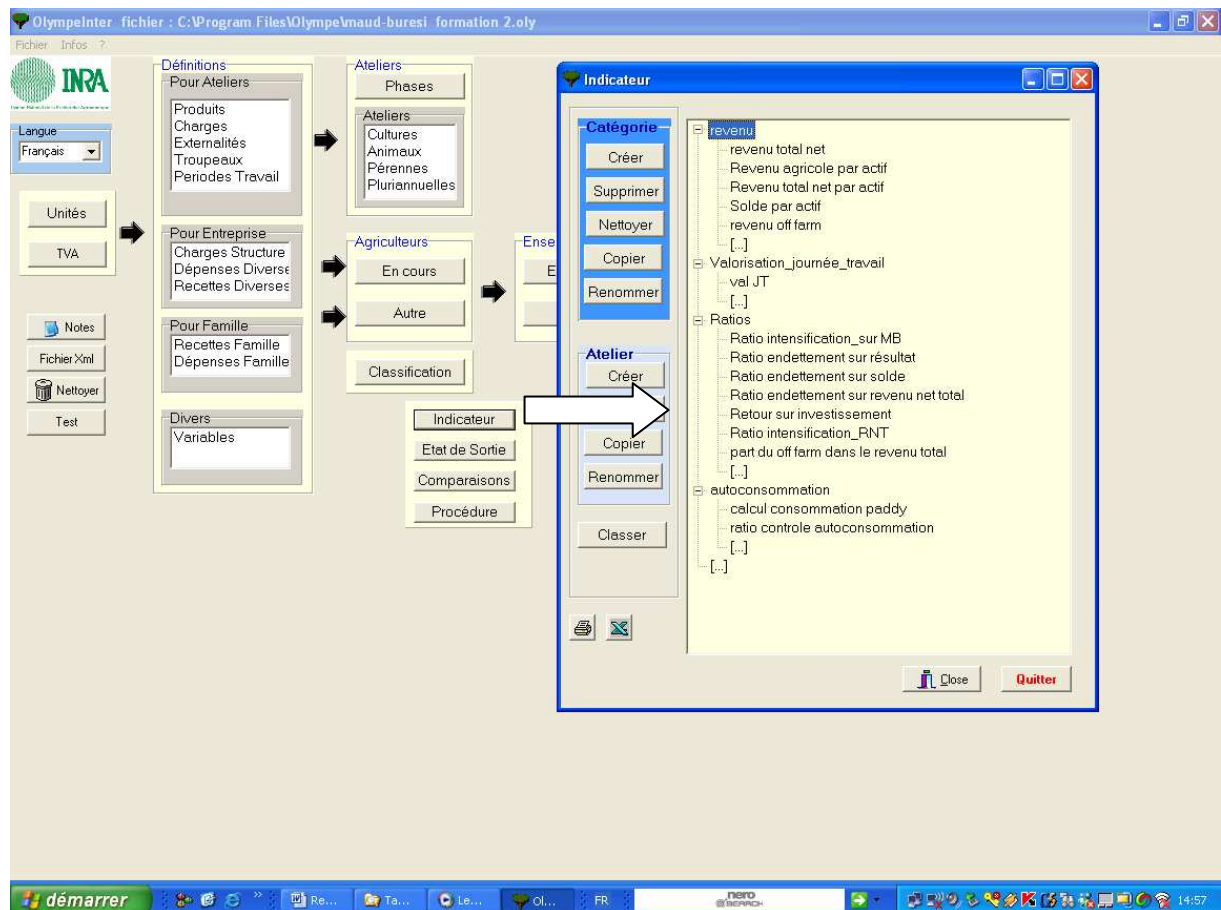 OlympeInter fichier : C:\Program Files\Olympe\maud-buresi formation 2.oly
Fichier Infos ?
INRA
Langue
Français
Unités
TVA
Notes
Fichier Xml
Nettoyer
Test
Définitions
Pour Ateliers
Produits
Charges
Externalités
Troupeaux
Periodes Travail
Pour Entreprise
Charges Structure
Dépenses Diverse
Recettes Diverses
Pour Famille
Recettes Famille
Dépenses Famille
Divers
Variables
Ateliers
Phases
Ateliers
Cultures
Animaux
Pérennes
Pluriannuelles
Agriculteurs
En cours
Autre
Classification
Ense
E
Indicateur
Etat de Sortie
Comparaisons
Procédure
Indicateur
Catégorie
Créer
Supprimer
Nettoyer
Copier
Renommer
Atelier
Créer
Copier
Renommer
Classer
revenu
revenu total net
Revenu agricole par actif
Revenu total net par actif
Solde par actif
revenu off farm
[...]
Valorisation_journée_travail
val JT
[...]
Ratios
Ratio intensification_sur MB
Ratio endettement sur résultat
Ratio endettement sur solde
Ratio endettement sur revenu net total
Retour sur investissement
Ratio intensification_RNT
part du off farm dans le revenu total
[...]
autoconsommation
calcul consommation paddy
ratio controle autoconsommation
[...]
[...]
Close
Quitter
démarrer
Re...
Ta...
Le...
Ol...
FR
nero
SEARCH
14:57